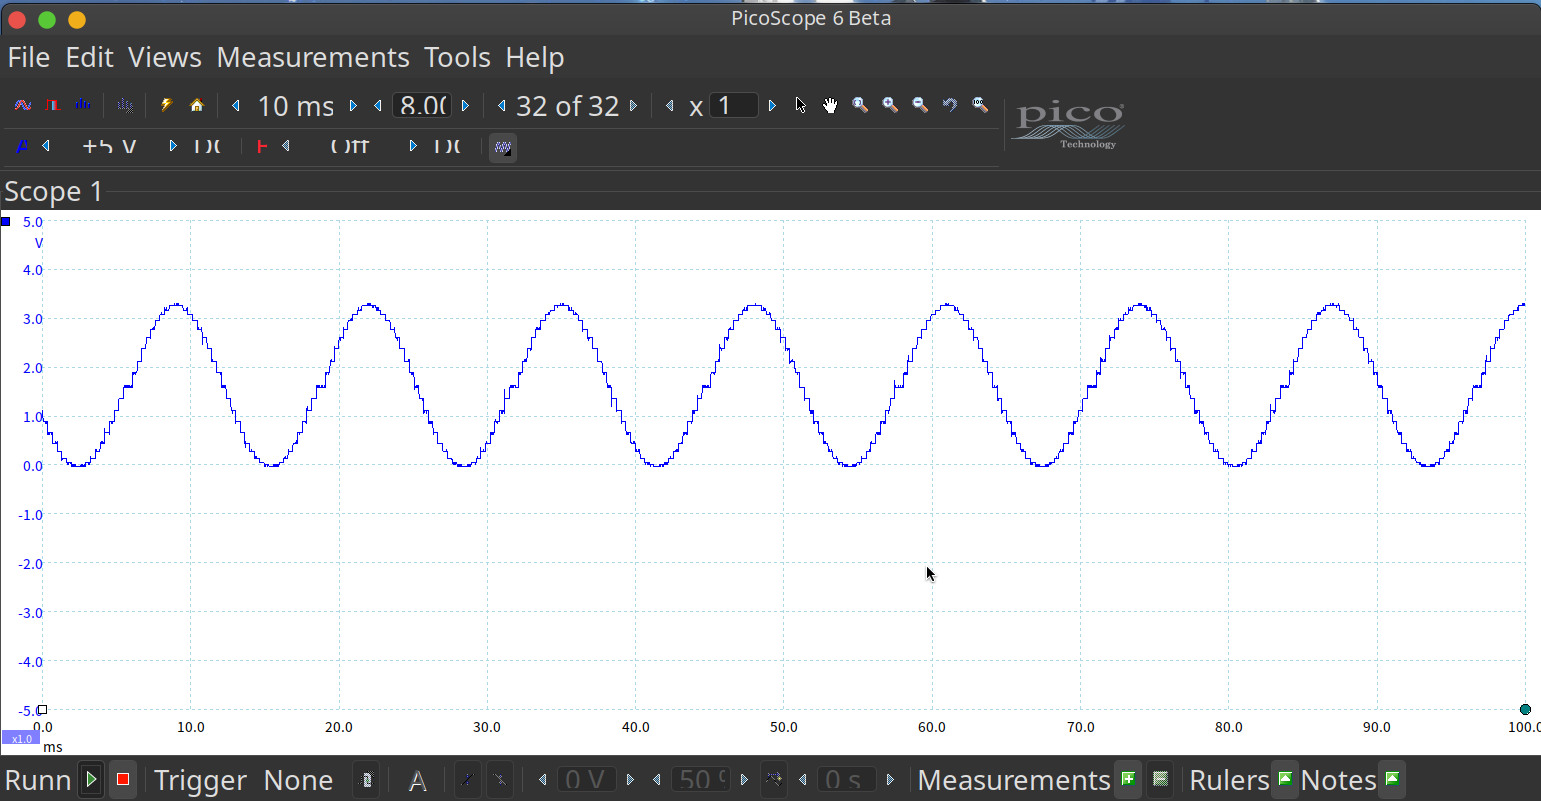 PicoScope 6 Beta
File Edit Views Measurements Tools Help
10 ms 8.00 32 of 32 x 1
+5 V DC Off DC
pico
Technology
Scope 1
5.0
V
4.0
3.0
2.0
1.0
0.0
-1.0
-2.0
-3.0
-4.0
-5.0
0.0 10.0 20.0 30.0 40.0 50.0 60.0 70.0 80.0 90.0 100.0
x1.0
ms
Runn Trigger None A 0 V 50 0 s Measurements Rulers Notes